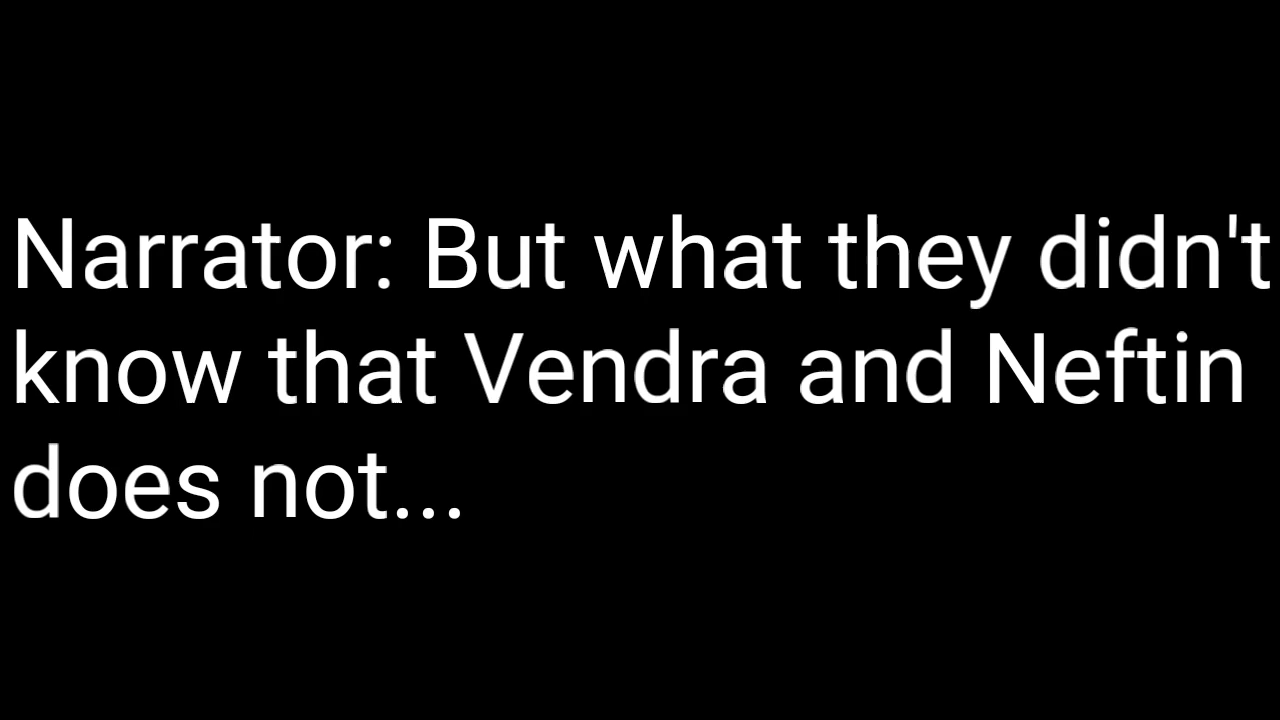 Narrator: But what they didn't
know that Vendra and Neftin
does not...